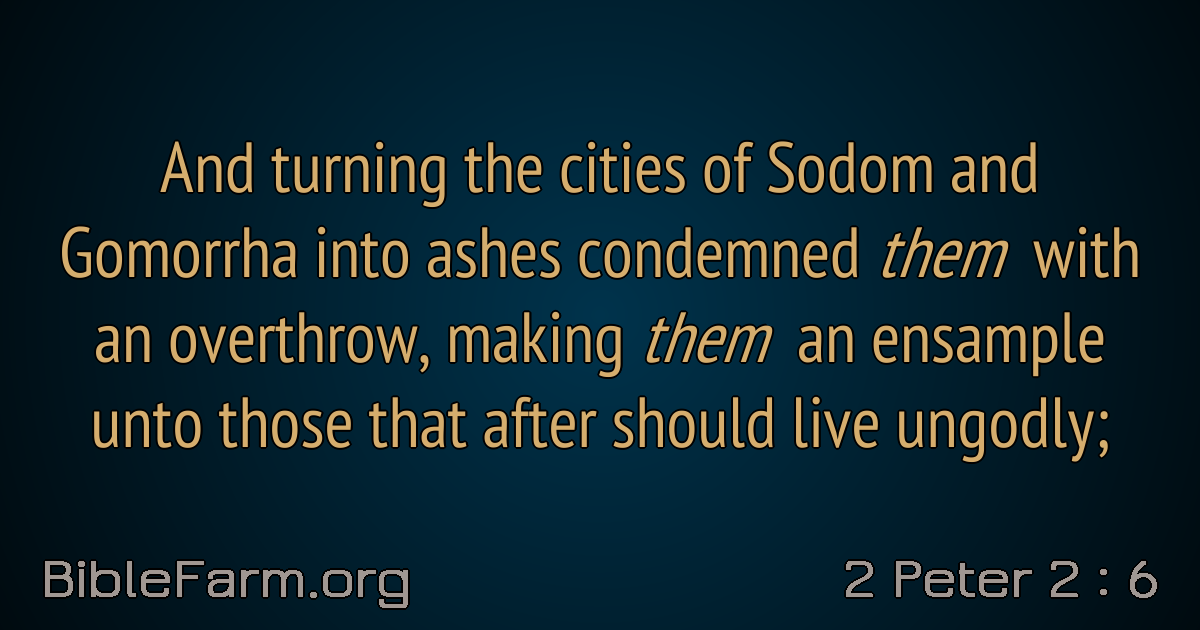 And turning the cities of Sodom and
Gomorrha into ashes condemned them with
an overthrow, making them an ensample
unto those that after should live ungodly;
BibleFarm.org
2 Peter 2 : 6